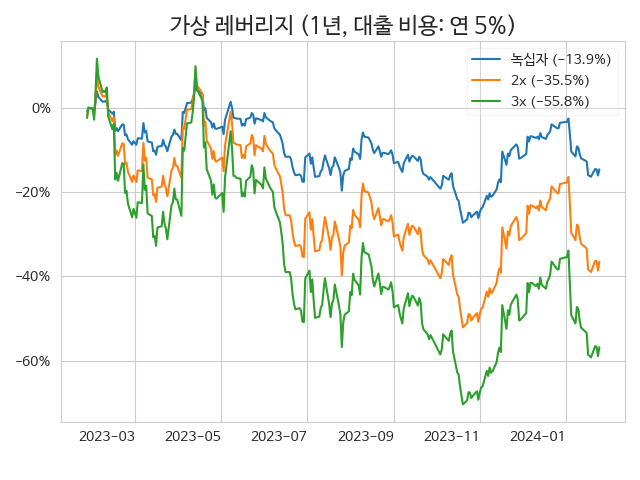 가상 레버리지 (1년, 대출 비용: 연 5%)
녹십자 (−13.9%)
2x (−35.5%)
3x (−55.8%)
0%
−20%
−40%
−60%
2023−03 2023−05 2023−07 2023−09 2023−11 2024−01